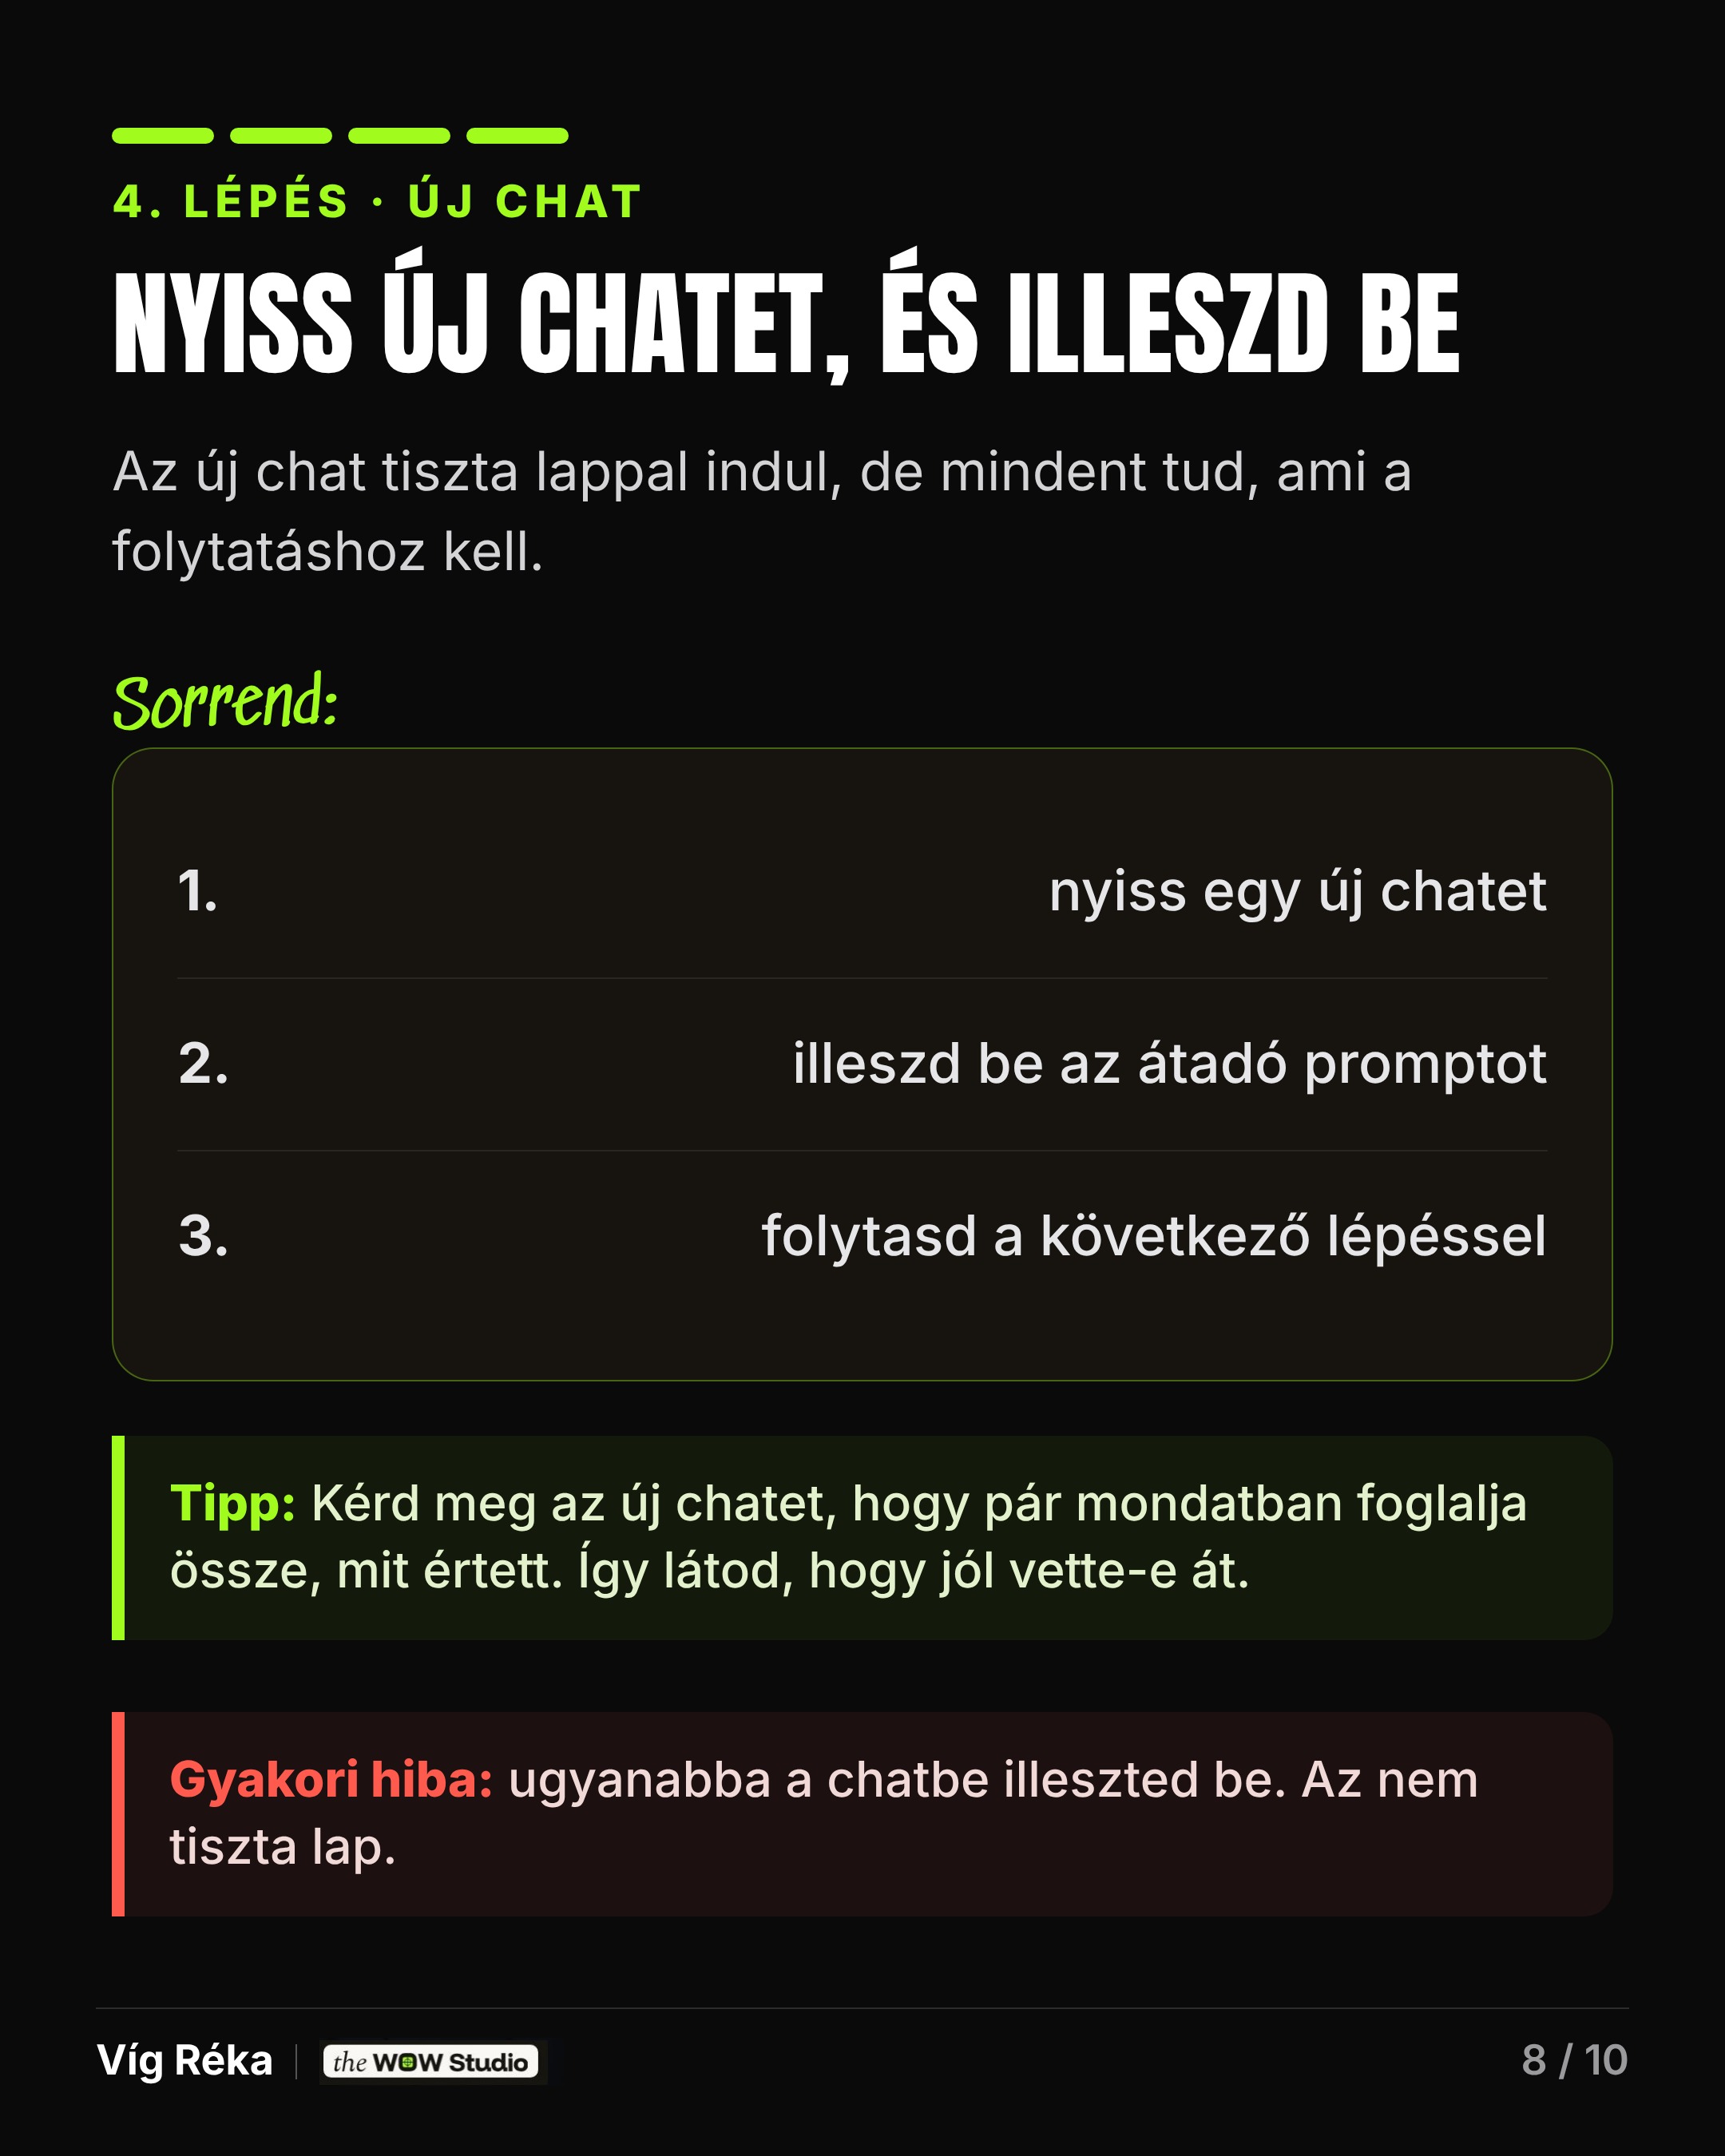 4. LÉPÉS · ÚJ CHAT
NYISS ÚJ CHATET, ÉS ILLESZD BE
Az új chat tiszta lappal indul, de mindent tud, ami a
folytatáshoz kell.
Sorrend:
1. nyiss egy új chatet
2. illeszd be az átadó promptot
3. folytasd a következő lépéssel
Tipp: Kérd meg az új chatet, hogy pár mondatban foglalja
össze, mit értett. Így látod, hogy jól vette-e át.
Gyakori hiba: ugyanabba a chatbe illeszted be. Az nem
tiszta lap.
Víg Réka | the WOW Studio 8 / 10